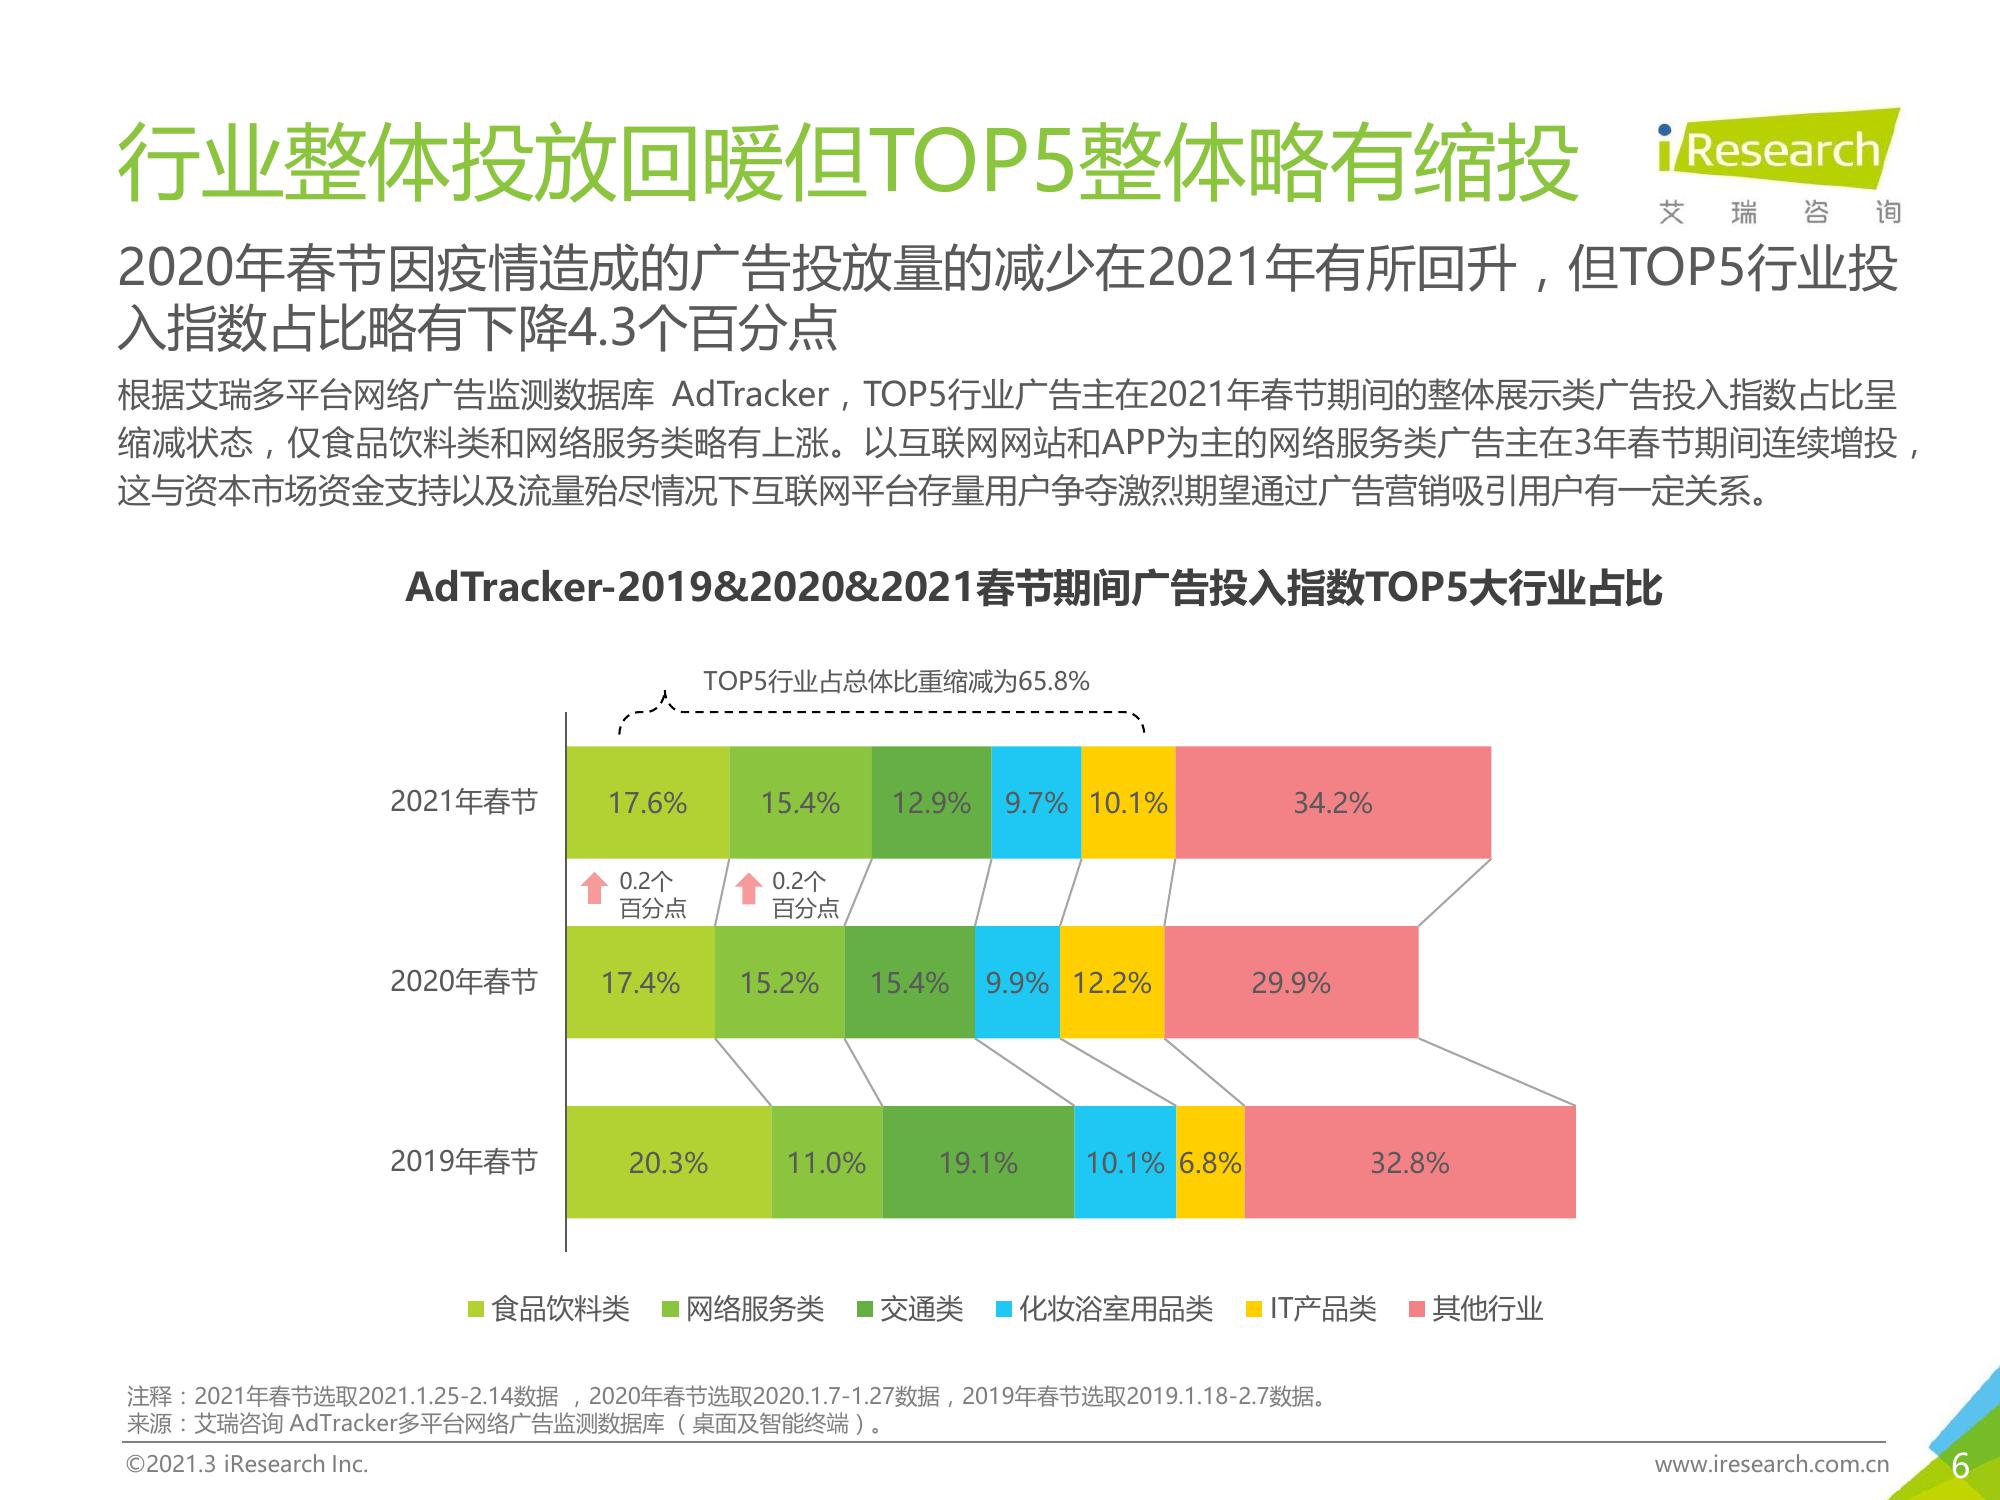 行业整体投放回暖但TOP5整体略有缩投
iResearch
艾瑞咨询
2020年春节因疫情造成的广告投放量的减少在2021年有所回升，但TOP5行业投
入指数占比略有下降4.3个百分点
根据艾瑞多平台网络广告监测数据库 AdTracker，TOP5行业广告主在2021年春节期间的整体展示类广告投入指数占比呈
缩减状态，仅食品饮料类和网络服务类略有上涨。以互联网网站和APP为主的网络服务类广告主在3年春节期间连续增投，
这与资本市场资金支持以及流量殆尽情况下互联网平台存量用户争夺激烈期望通过广告营销吸引用户有一定关系。
AdTracker-2019&2020&2021春节期间广告投入指数TOP5大行业占比
TOP5行业占总体比重缩减为65.8%
2021年春节 17.6% 15.4% 12.9% 9.7% 10.1% 34.2%
0.2个 0.2个
百分点 百分点
2020年春节 17.4% 15.2% 15.4% 9.9% 12.2% 29.9%
2019年春节 20.3% 11.0% 19.1% 10.1% 6.8% 32.8%
食品饮料类 网络服务类 交通类 化妆浴室用品类 IT产品类 其他行业
注释：2021年春节选取2021.1.25-2.14数据 ，2020年春节选取2020.1.7-1.27数据，2019年春节选取2019.1.18-2.7数据。
来源：艾瑞咨询 AdTracker多平台网络广告监测数据库（桌面及智能终端）。
©2021.3 iResearch Inc. www.iresearch.com.cn 6